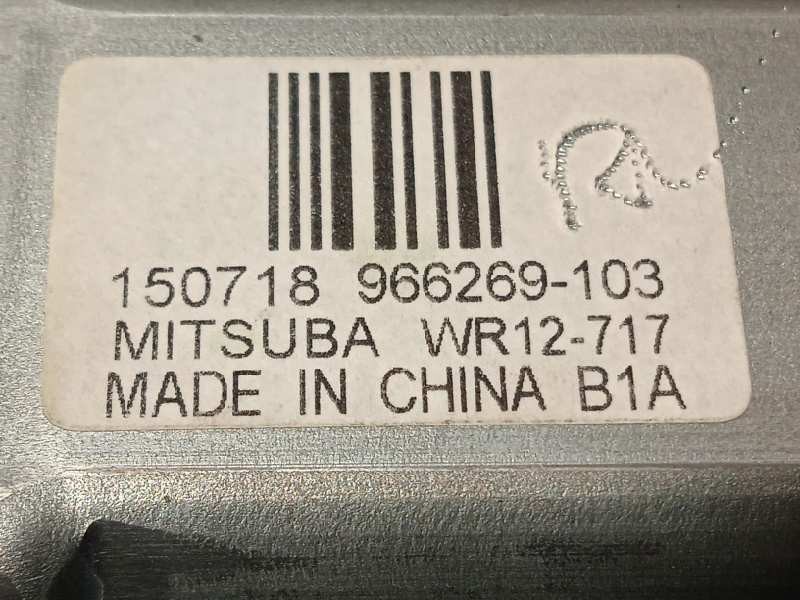 150718 966269-103
MITSUBA WR12-717
MADE IN CHINA B1A